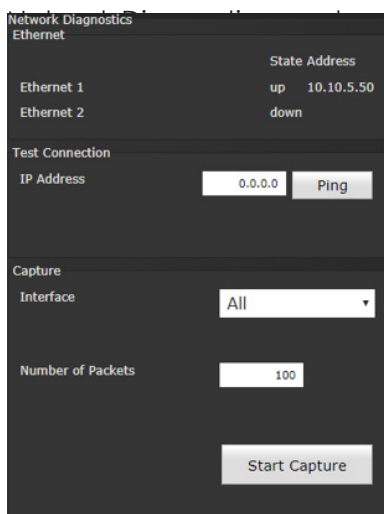 Network Diagnostics
Ethernet
State Address
Ethernet 1 up 10.10.5.50
Ethernet 2 down
Test Connection
IP Address 0.0.0.0 Ping
Capture
Interface All
Number of Packets 100
Start Capture